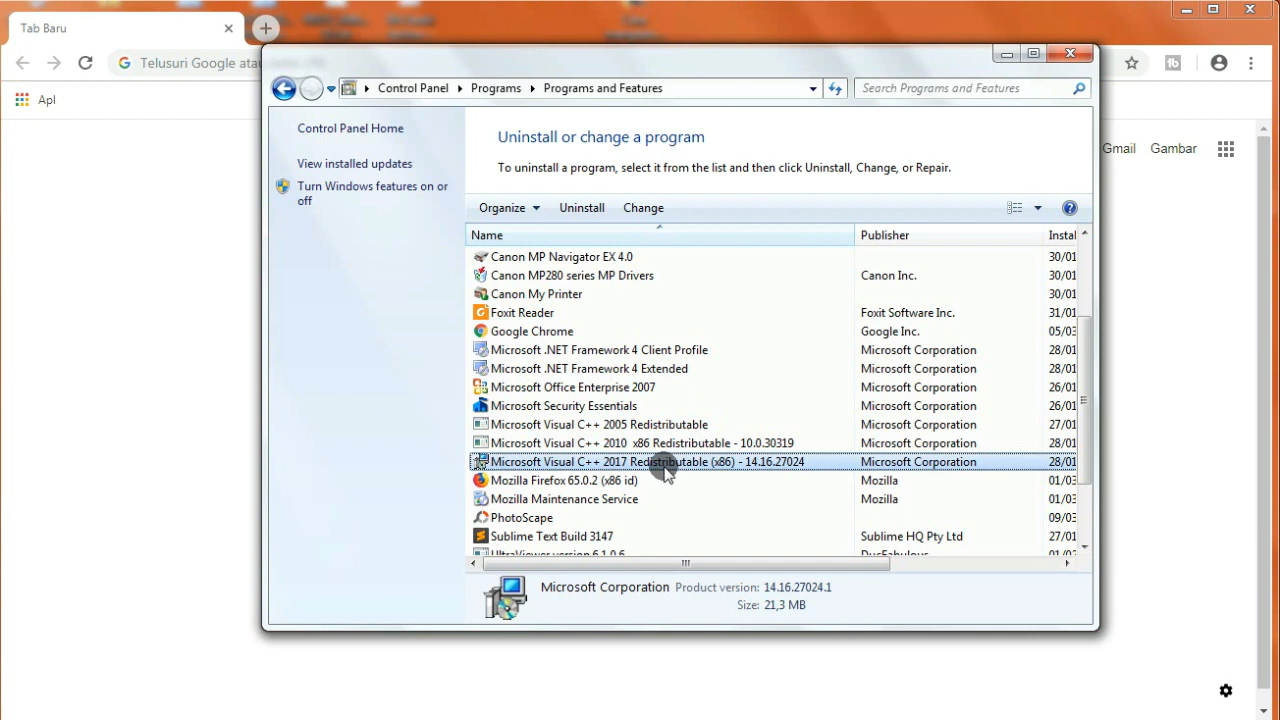 Tab Baru
Telusuri Google atau
Apl
Gmail
Gambar
Control Panel
Programs
Programs and Features
Search Programs and Features
Control Panel Home
View installed updates
Turn Windows features on or
off
Uninstall or change a program
To uninstall a program, select it from the list and then click Uninstall, Change, or Repair.
Organize Uninstall Change
Name Publisher Instal
Canon MP Navigator EX 4.0 30/01
Canon MP280 series MP Drivers Canon Inc. 30/01
Canon My Printer 30/01
Foxit Reader Foxit Software Inc. 31/01
Google Chrome Google Inc. 05/03
Microsoft .NET Framework 4 Client Profile Microsoft Corporation 28/01
Microsoft .NET Framework 4 Extended Microsoft Corporation 28/01
Microsoft Office Enterprise 2007 Microsoft Corporation 26/01
Microsoft Security Essentials Microsoft Corporation 26/01
Microsoft Visual C++ 2005 Redistributable Microsoft Corporation 27/01
Microsoft Visual C++ 2010 x86 Redistributable - 10.0.30319 Microsoft Corporation 28/01
Microsoft Visual C++ 2017 Redistributable (x86) - 14.16.27024 Microsoft Corporation 28/01
Mozilla Firefox 65.0.2 (x86 id) Mozilla 01/03
Mozilla Maintenance Service Mozilla 01/03
PhotoScape 09/03
Sublime Text Build 3147 Sublime HQ Pty Ltd 27/01
UltraViewer version 6.1.0.6 DucFabulous
Microsoft Corporation Product version: 14.16.27024.1
Size: 21,3 MB